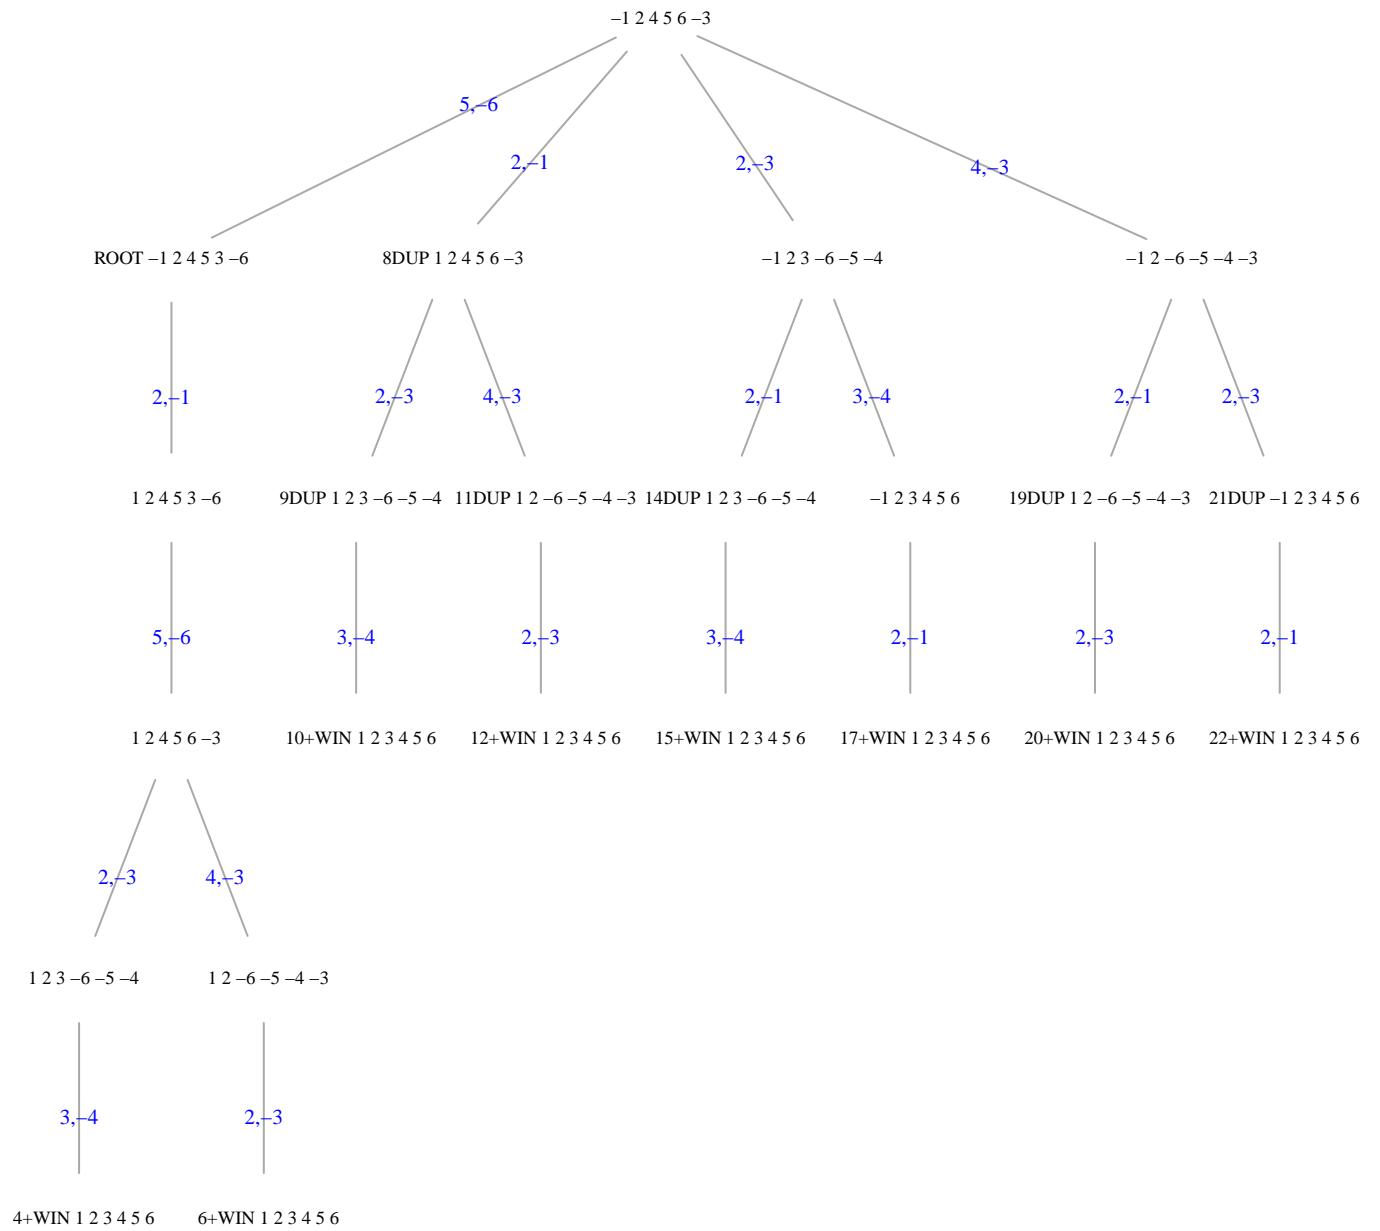 –1 2 4 5 6 –3
5,–6
2,–1
2,–3
4,–3
ROOT –1 2 4 5 3 –6
8DUP 1 2 4 5 6 –3
–1 2 3 –6 –5 –4
–1 2 –6 –5 –4 –3
2,–1
2,–3
4,–3
2,–1
3,–4
2,–1
2,–3
1 2 4 5 3 –6
9DUP 1 2 3 –6 –5 –4
11DUP 1 2 –6 –5 –4 –3
14DUP 1 2 3 –6 –5 –4
–1 2 3 4 5 6
19DUP 1 2 –6 –5 –4 –3
21DUP –1 2 3 4 5 6
5,–6
3,–4
2,–3
3,–4
2,–1
2,–3
2,–1
1 2 4 5 6 –3
10+WIN 1 2 3 4 5 6
12+WIN 1 2 3 4 5 6
15+WIN 1 2 3 4 5 6
17+WIN 1 2 3 4 5 6
20+WIN 1 2 3 4 5 6
22+WIN 1 2 3 4 5 6
2,–3
4,–3
1 2 3 –6 –5 –4
1 2 –6 –5 –4 –3
3,–4
2,–3
4+WIN 1 2 3 4 5 6
6+WIN 1 2 3 4 5 6